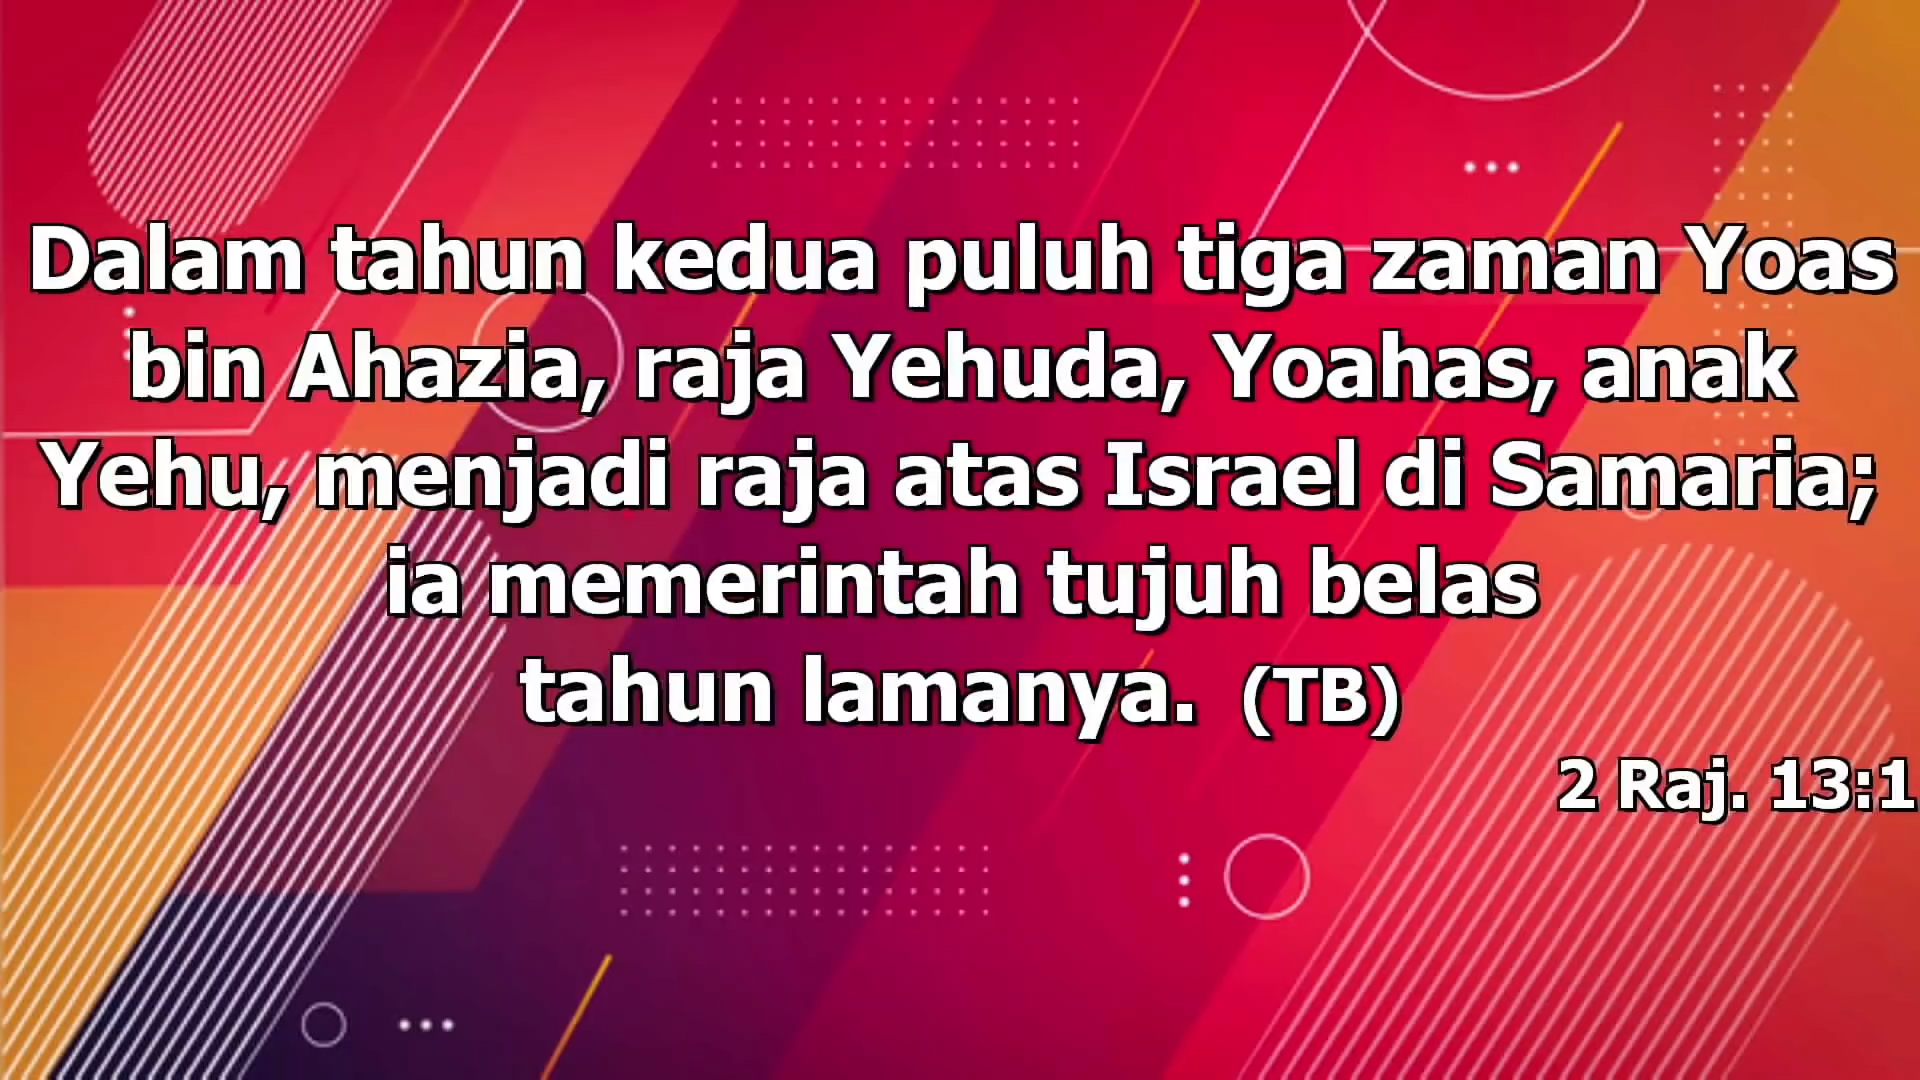 Dalam tahun kedua puluh tiga zaman Yoas
bin Ahazia, raja Yehuda, Yoahas, anak
Yehu, menjadi raja atas Israel di Samaria;
ia memerintah tujuh belas
tahun lamanya. (TB)
2 Raj. 13:1